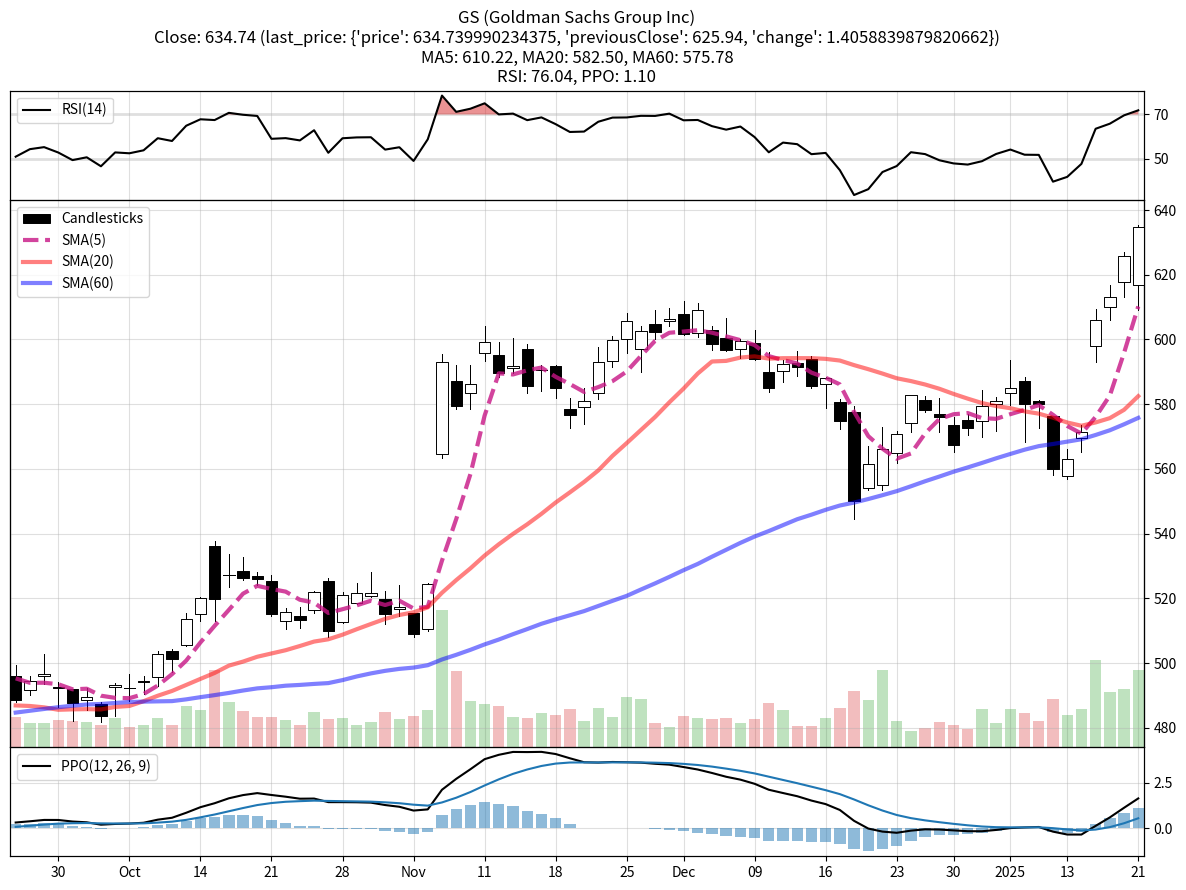 GS (Goldman Sachs Group Inc)
Close: 634.74 (last_price: {'price': 634.739990234375, 'previousClose': 625.94, 'change': 1.4058839879820662})
MA5: 610.22, MA20: 582.50, MA60: 575.78
RSI: 76.04, PPO: 1.10
RSI(14)
70
50
Candlesticks
SMA(5)
SMA(20)
SMA(60)
640
620
600
580
560
540
520
500
480
PPO(12, 26, 9)
2.5
0.0
30 Oct 14 21 28 Nov 11 18 25 Dec 09 16 23 30 2025 13 21